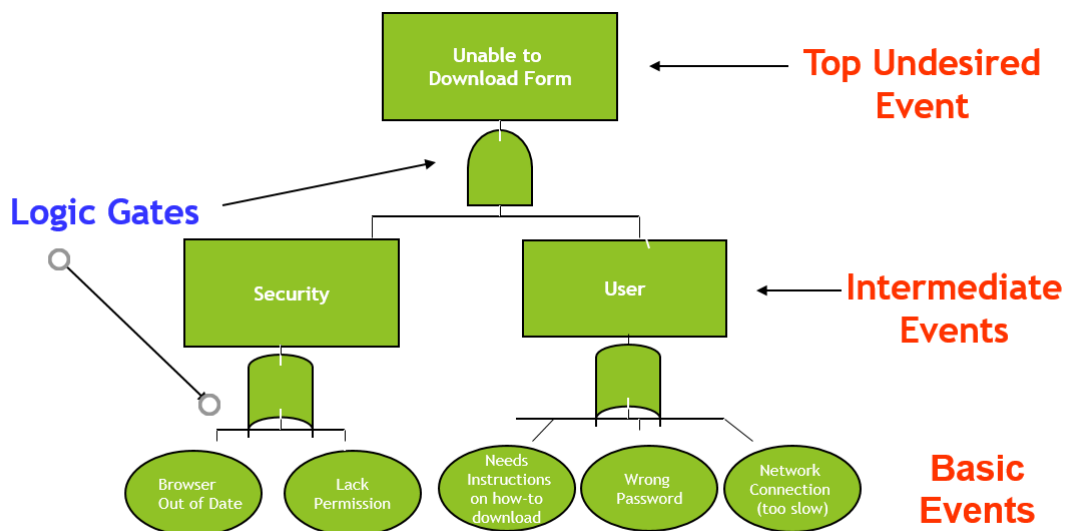 Unable to
Download Form
Top Undesired
Event
Logic Gates
Security
User
Intermediate
Events
Browser
Out of Date
Lack
Permission
Needs
Instructions
on how-to
download
Wrong
Password
Network
Connection
(too slow)
Basic
Events